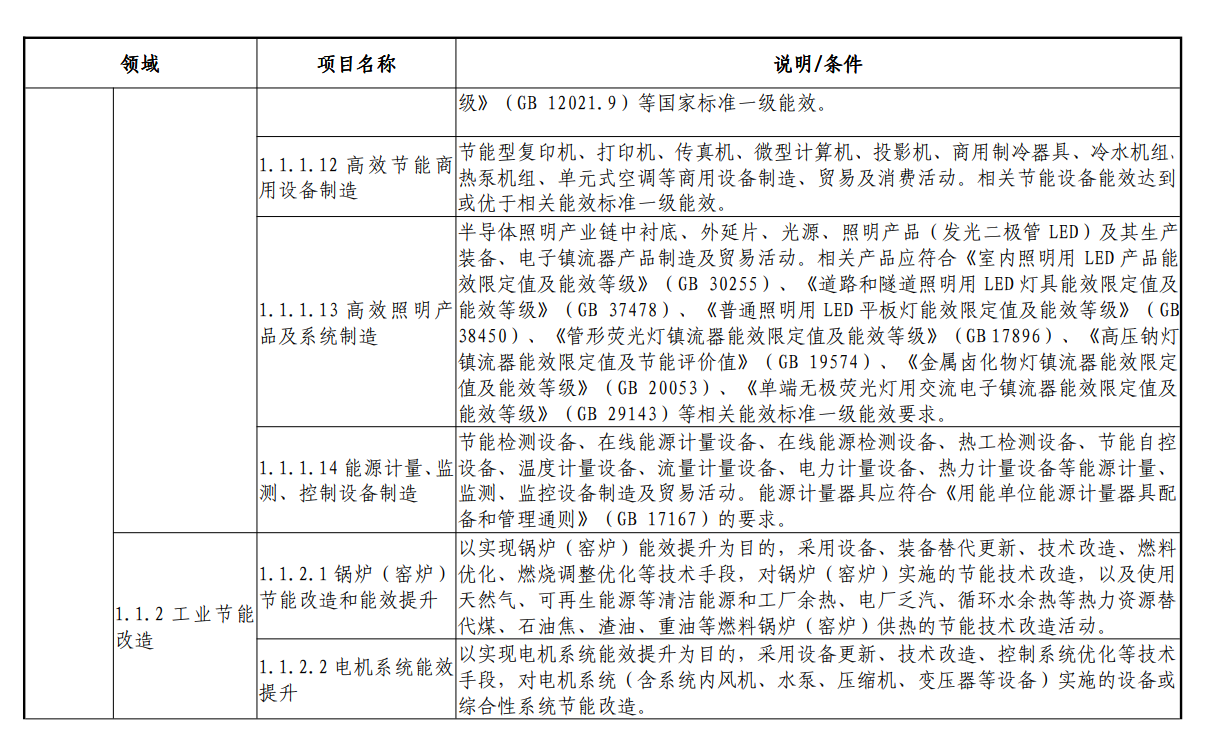 领域 项目名称 说明/条件
级》（GB 12021.9）等国家标准一级能效。
1.1.1.12 高效节能商
用设备制造
节能型复印机、打印机、传真机、微型计算机、投影机、商用制冷器具、冷水机组、
热泵机组、单元式空调等商用设备制造、贸易及消费活动。相关节能设备能效达到
或优于相关能效标准一级能效。
1.1.1.13 高效照明产
品及系统制造
半导体照明产业链中衬底、外延片、光源、照明产品（发光二极管 LED）及其生产
装备、电子镇流器产品制造及贸易活动。相关产品应符合《室内照明用 LED 产品能
效限定值及能效等级》（GB 30255）、《道路和隧道照明用 LED 灯具能效限定值及
能效等级》（GB 37478）、《普通照明用 LED 平板灯能效限定值及能效等级》（GB
38450）、《管形荧光灯镇流器能效限定值及能效等级》（GB 17896）、《高压钠灯
镇流器能效限定值及节能评价值》（GB 19574）、《金属卤化物灯镇流器能效限定
值及能效等级》（GB 20053）、《单端无极荧光灯用交流电子镇流器能效限定值及
能效等级》（GB 29143）等相关能效标准一级能效要求。
1.1.1.14 能源计量、监
测、控制设备制造
节能检测设备、在线能源计量设备、在线能源检测设备、热工检测设备、节能自控
设备、温度计量设备、流量计量设备、电力计量设备、热力计量设备等能源计量、
监测、监控设备制造及贸易活动。能源计量器具应符合《用能单位能源计量器具配
备和管理通则》（GB 17167）的要求。
1.1.2 工业节能
改造
1.1.2.1 锅炉（窑炉）
节能改造和能效提升
以实现锅炉（窑炉）能效提升为目的，采用设备、装备替代更新、技术改造、燃料
优化、燃烧调整优化等技术手段，对锅炉（窑炉）实施的节能技术改造，以及使用
天然气、可再生能源等清洁能源和工厂余热、电厂乏汽、循环水余热等热力资源替
代煤、石油焦、渣油、重油等燃料锅炉（窑炉）供热的节能技术改造活动。
1.1.2.2 电机系统能效
提升
以实现电机系统能效提升为目的，采用设备更新、技术改造、控制系统优化等技术
手段，对电机系统（含系统内风机、水泵、压缩机、变压器等设备）实施的设备或
综合性系统节能改造。